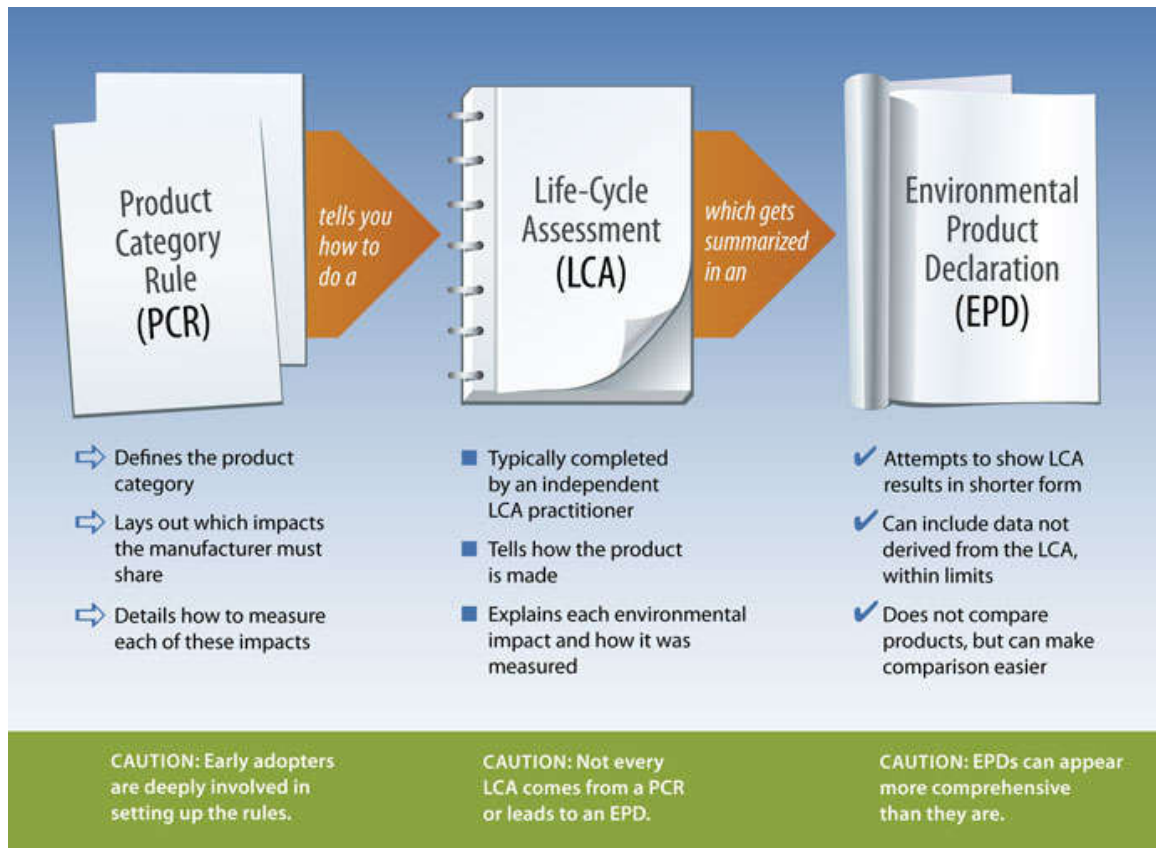 Product
Category
Rule
(PCR)
tells you
how to
do a
Life-Cycle
Assessment
(LCA)
which gets
summarized
in an
Environmental
Product
Declaration
(EPD)
Defines the product
category
Lays out which impacts
the manufacturer must
share
Details how to measure
each of these impacts
Typically completed
by an independent
LCA practitioner
Tells how the product
is made
Explains each environmental
impact and how it was
measured
Attempts to show LCA
results in shorter form
Can include data not
derived from the LCA,
within limits
Does not compare
products, but can make
comparison easier
CAUTION: Early adopters
are deeply involved in
setting up the rules.
CAUTION: Not every
LCA comes from a PCR
or leads to an EPD.
CAUTION: EPDs can appear
more comprehensive
than they are.